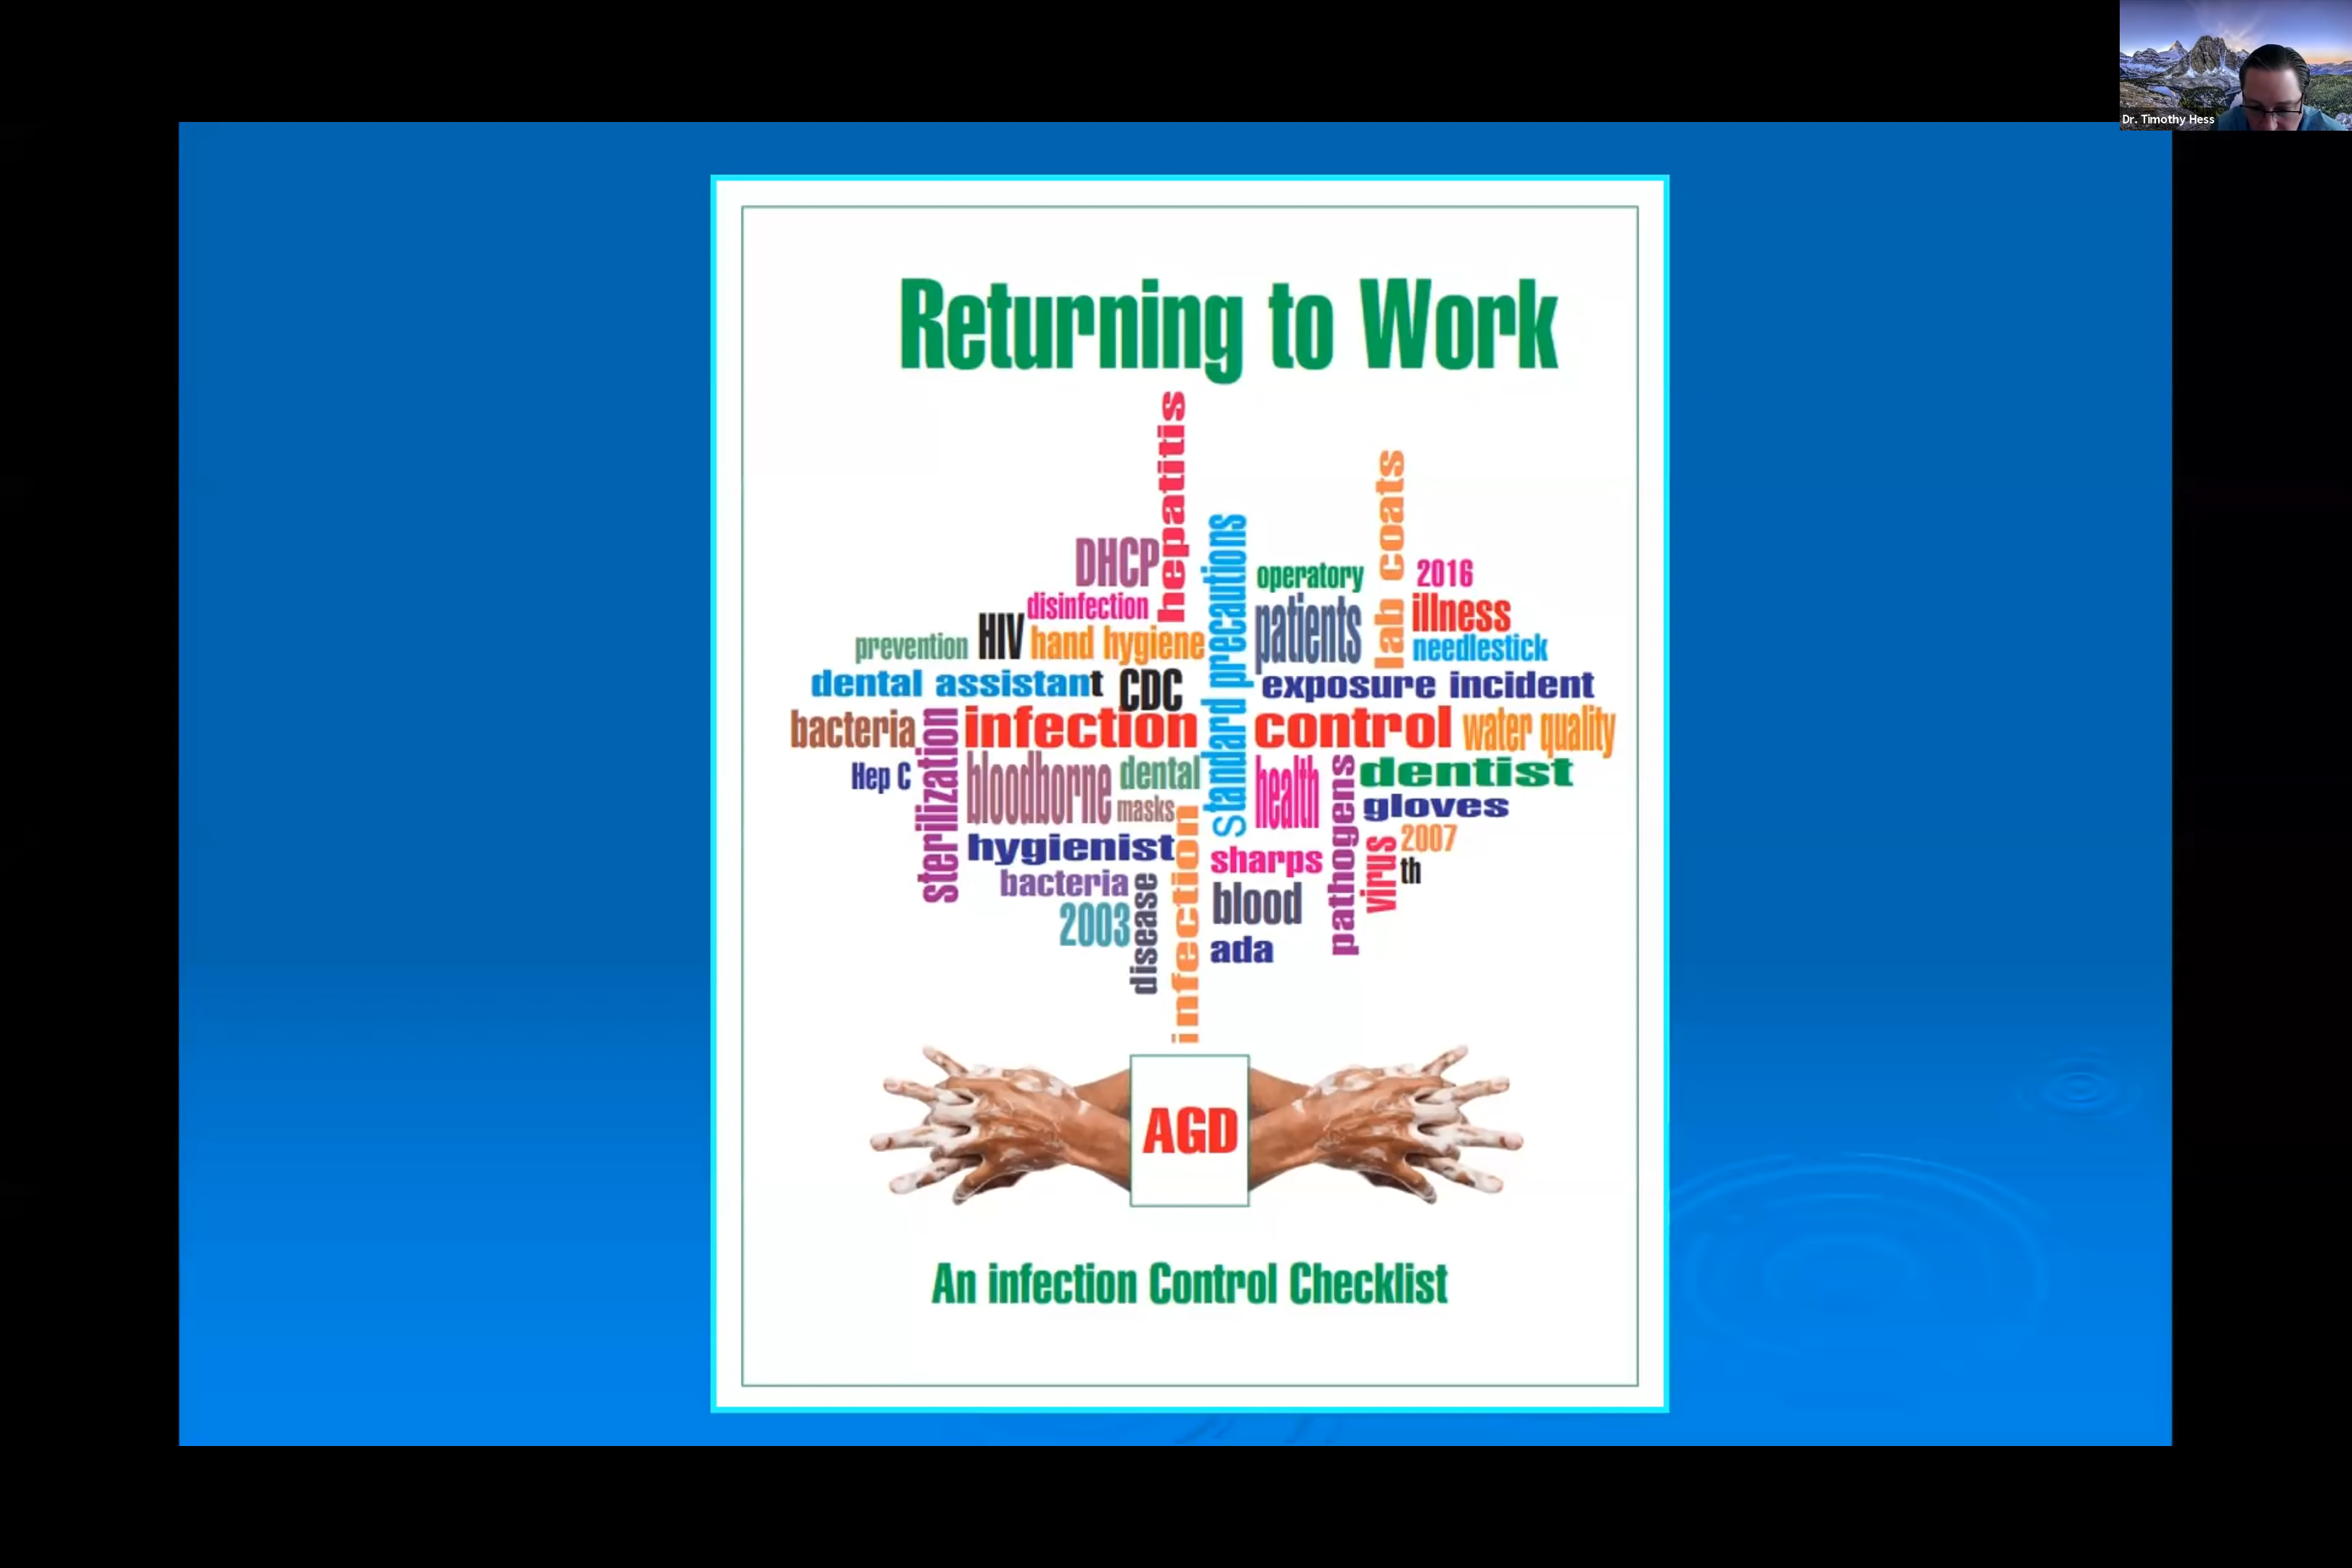 Dr. Timothy Hess
Returning to Work
hepatitis
lab coats
standard precautions
DHCP
operatory
2016
disinfection
patients
illness
prevention
HIV
hand hygiene
needlestick
dental assistant
CDC
exposure incident
bacteria
sterilization
infection
control
water quality
Hep C
bloodborne
dental
health
pathogens
dentist
masks
gloves
hygienist
infection
sharps
virus
2007
th
bacteria
disease
blood
2003
ada
AGD
An infection Control Checklist